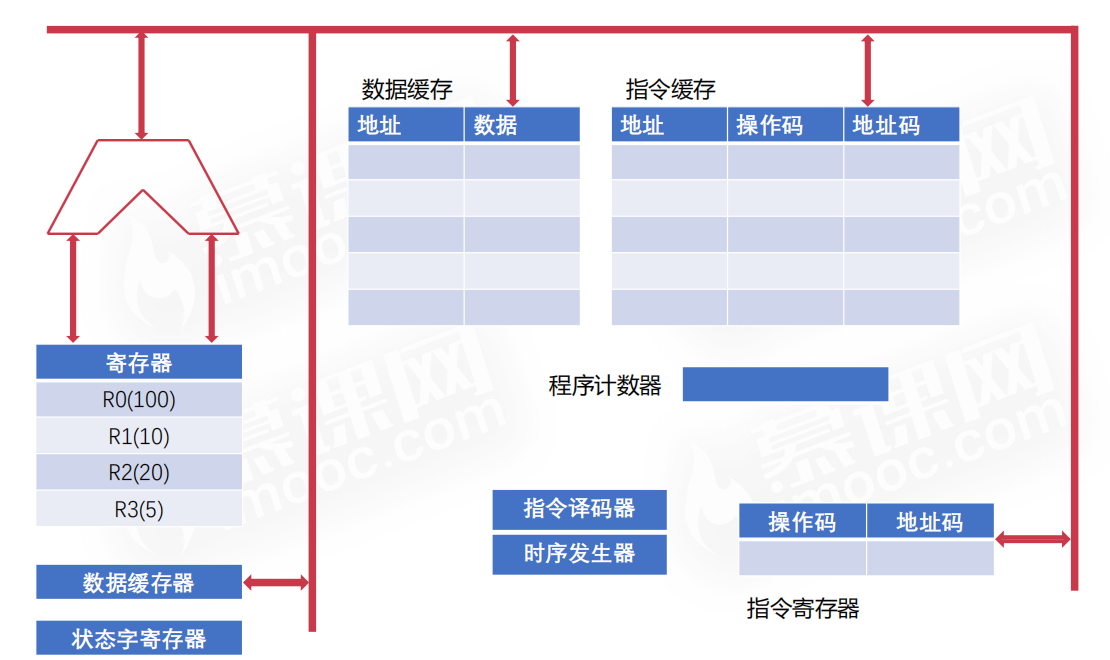 数据缓存
地址 数据
指令缓存
地址 操作码 地址码
寄存器
R0(100)
R1(10)
R2(20)
R3(5)
数据缓存器
状态字寄存器
程序计数器
指令译码器
时序发生器
操作码 地址码
指令寄存器
慕课网
imooc.com
慕课网
imooc.com
慕课网
imooc.com